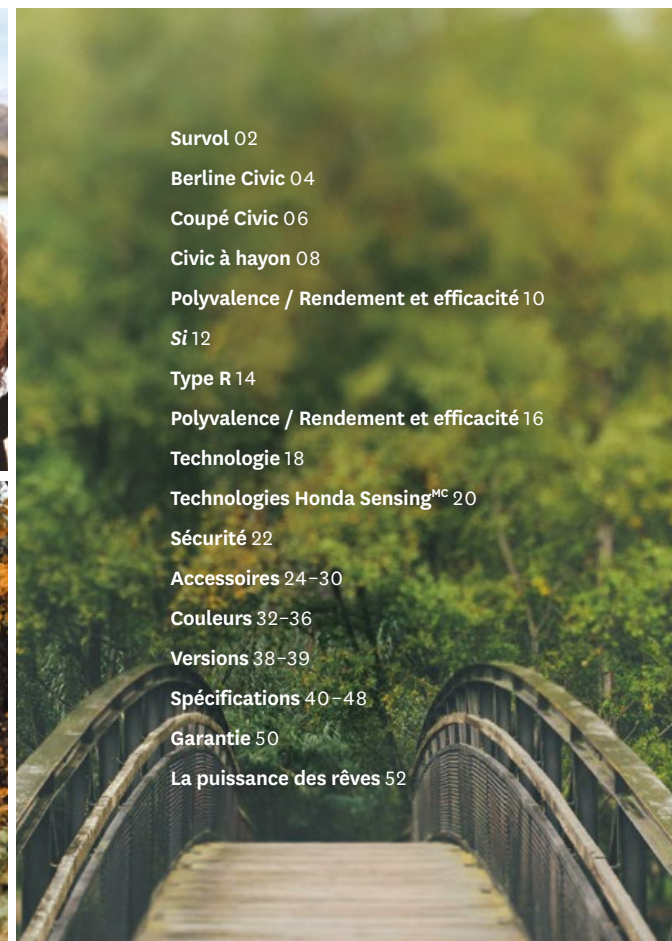 Survol 02
Berline Civic 04
Coupé Civic 06
Civic à hayon 08
Polyvalence / Rendement et efficacité 10
Si 12
Type R 14
Polyvalence / Rendement et efficacité 16
Technologie 18
Technologies Honda Sensingᴹᶜ 20
Sécurité 22
Accessoires 24–30
Couleurs 32–36
Versions 38–39
Spécifications 40–48
Garantie 50
La puissance des rêves 52